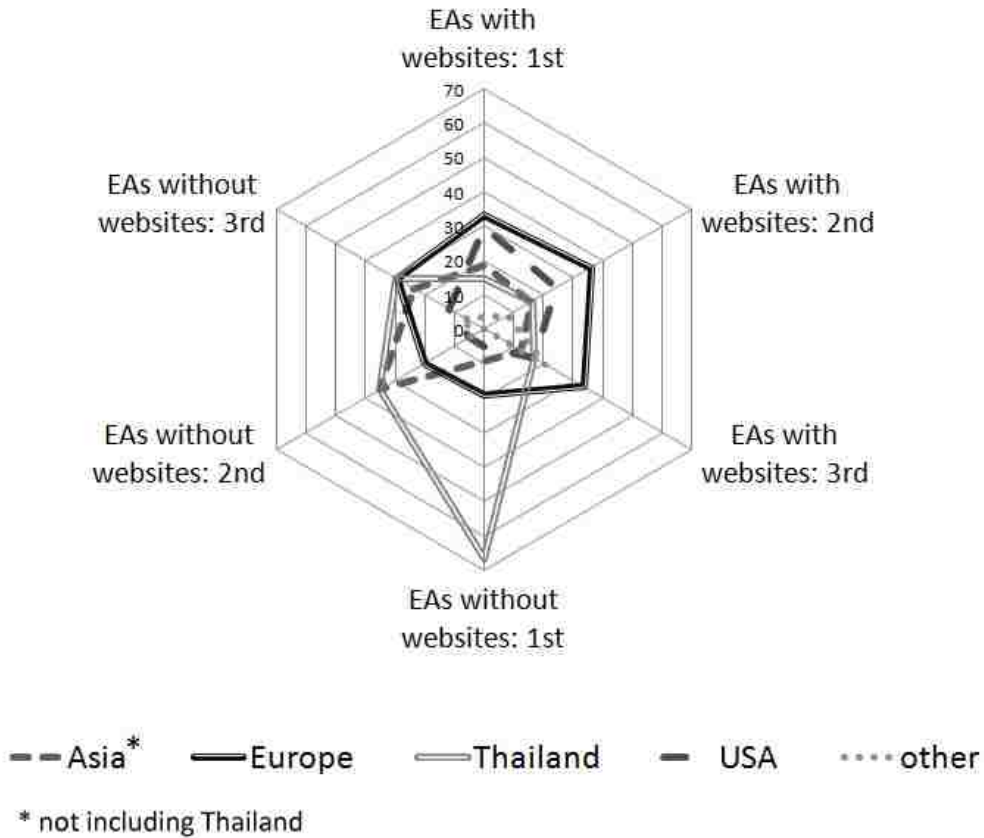 EAs with
websites: 1st
70
60
50
40
30
20
10
0
EAs without
websites: 3rd
EAs with
websites: 2nd
EAs without
websites: 2nd
EAs with
websites: 3rd
EAs without
websites: 1st
Asia* Europe Thailand USA other
* not including Thailand